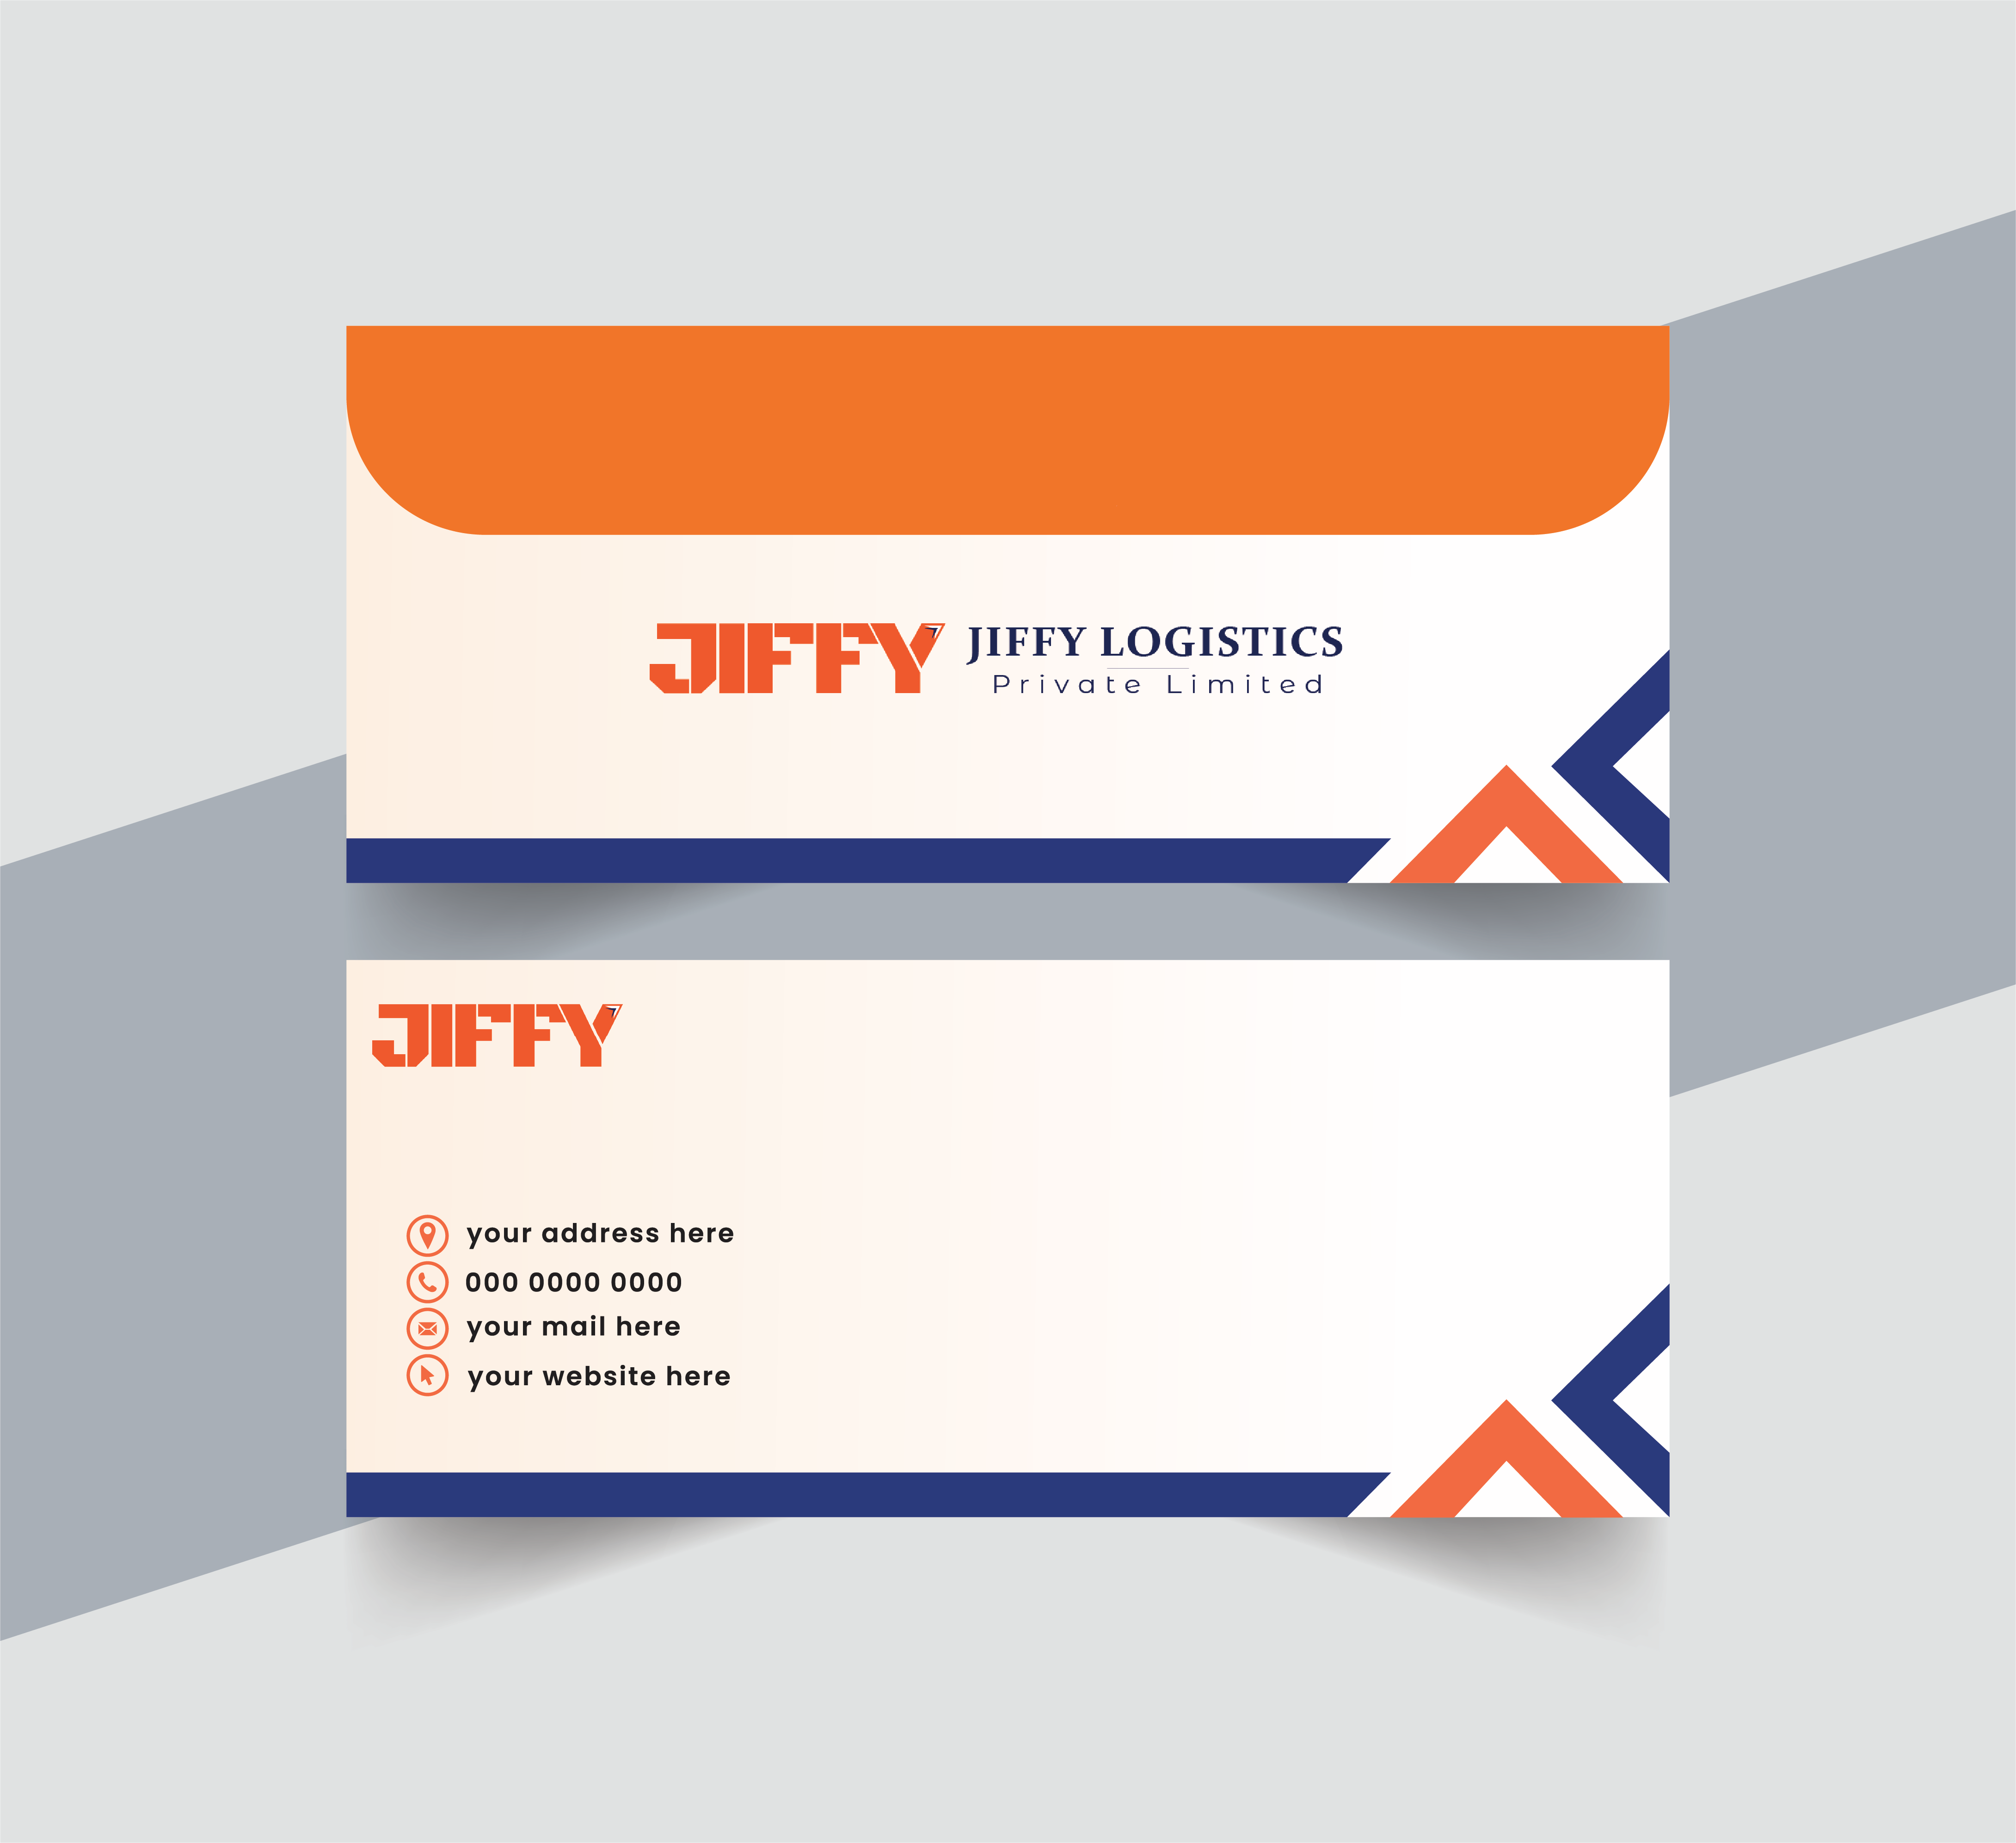 JIFFY
JIFFY LOGISTICS
Private Limited
JIFFY
your address here
000 0000 0000
your mail here
your website here